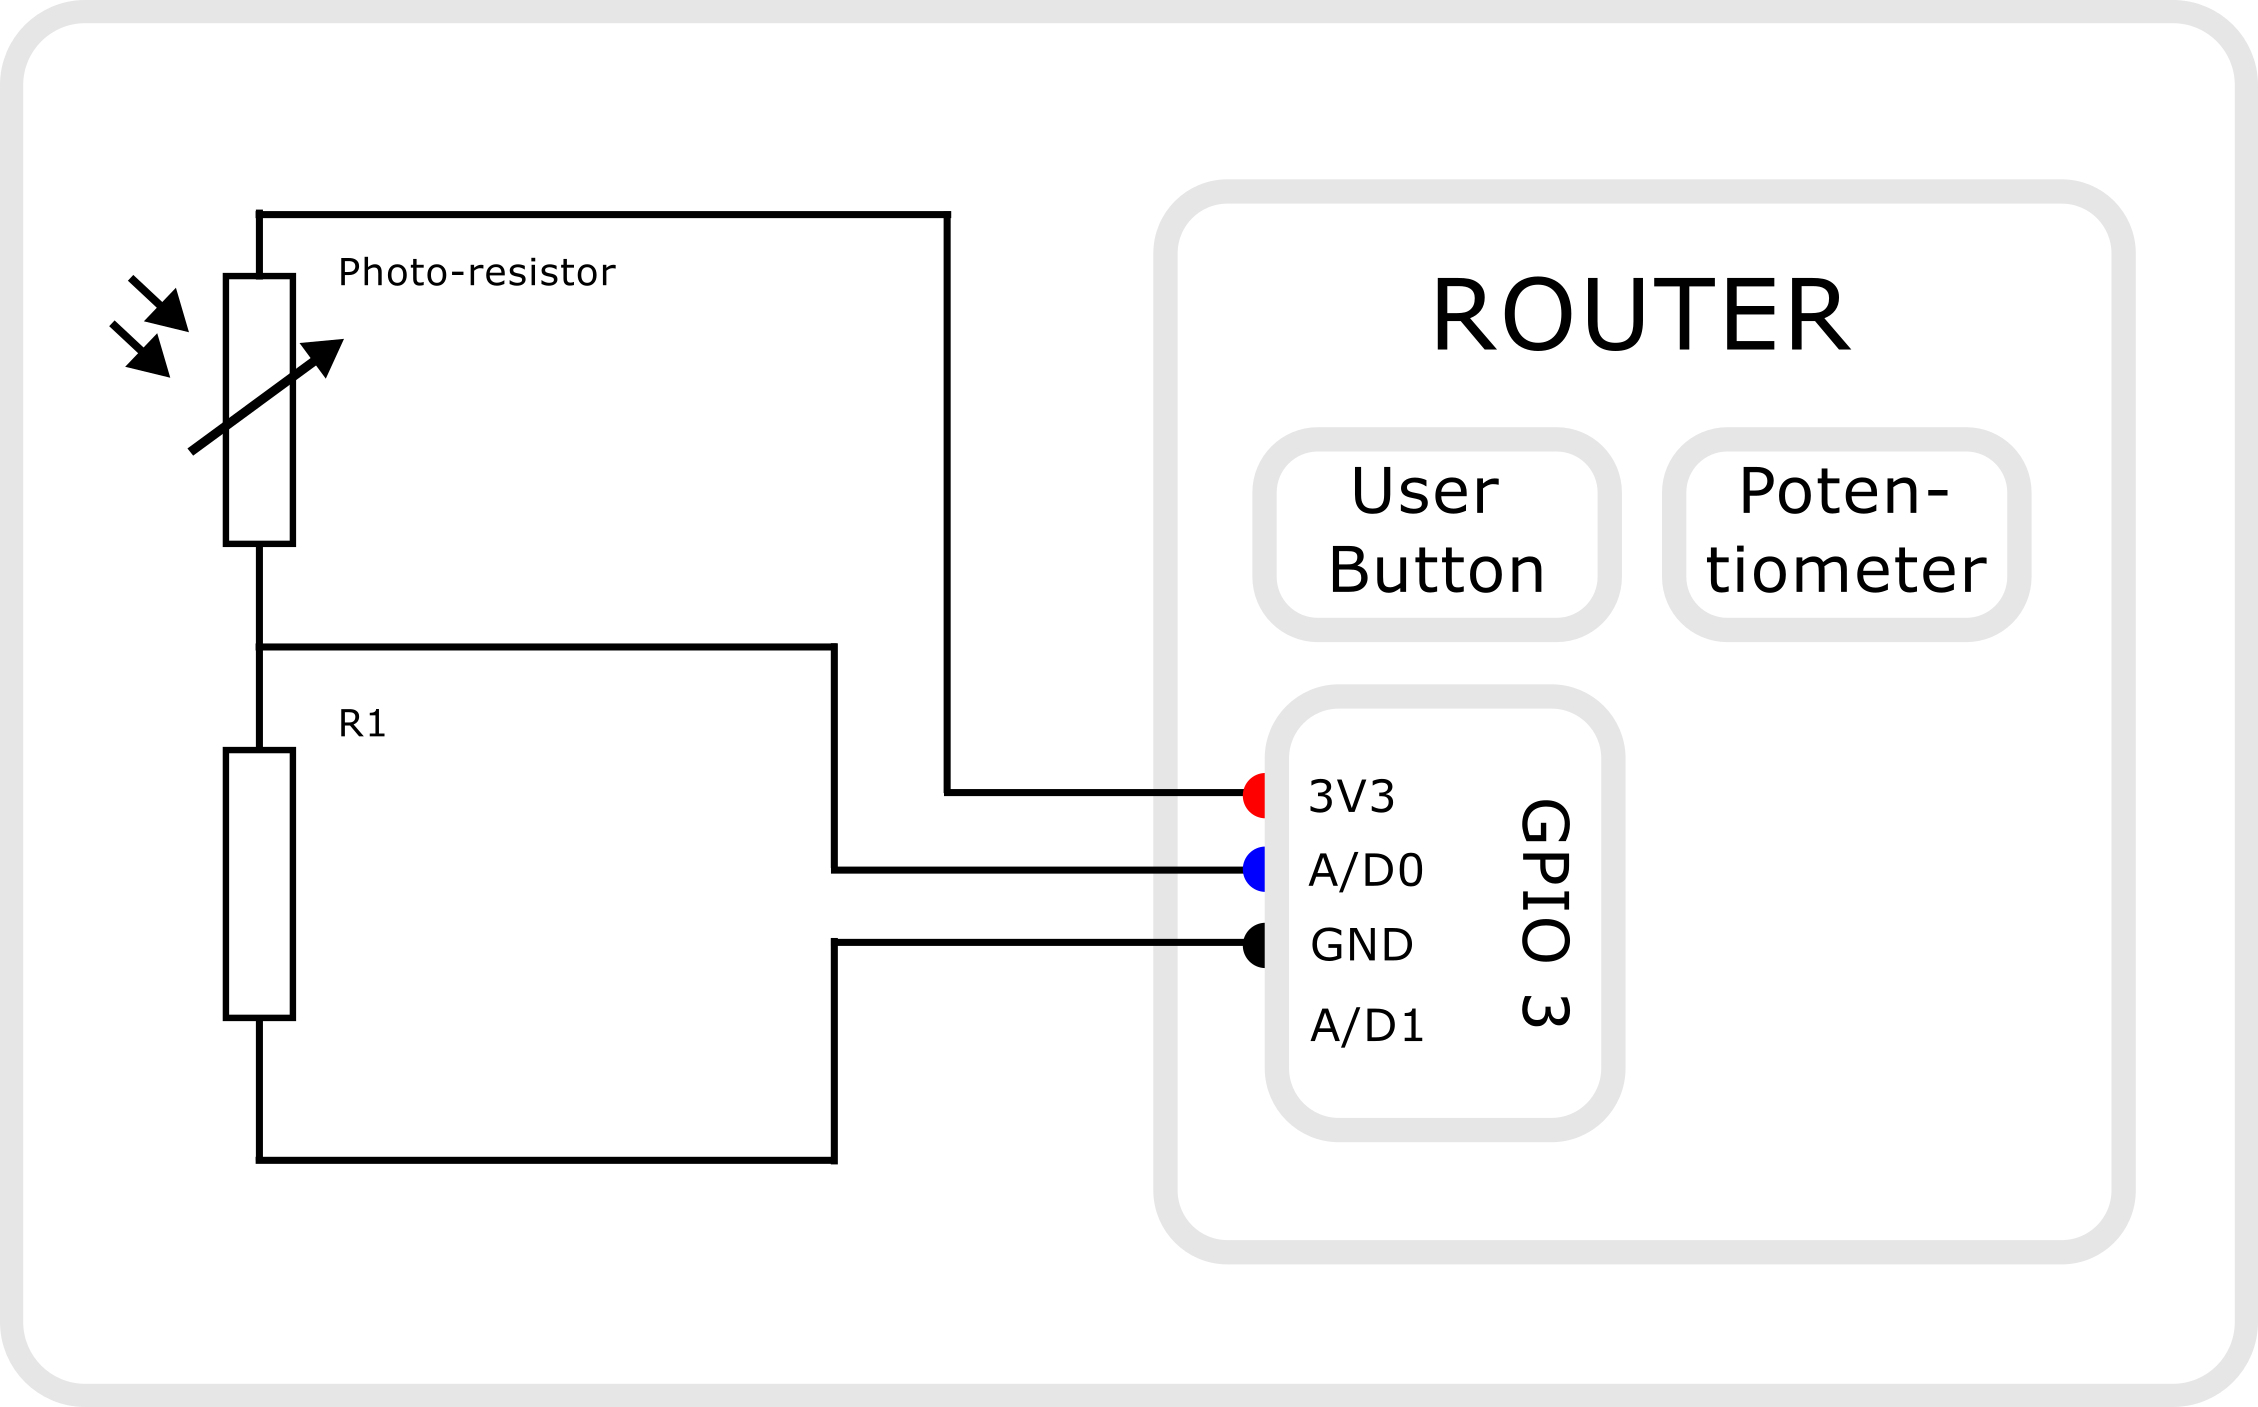 Photo-resistor
R1
ROUTER
User
Button
Poten-
tiometer
3V3
A/D0
GND
A/D1
GPIO 3